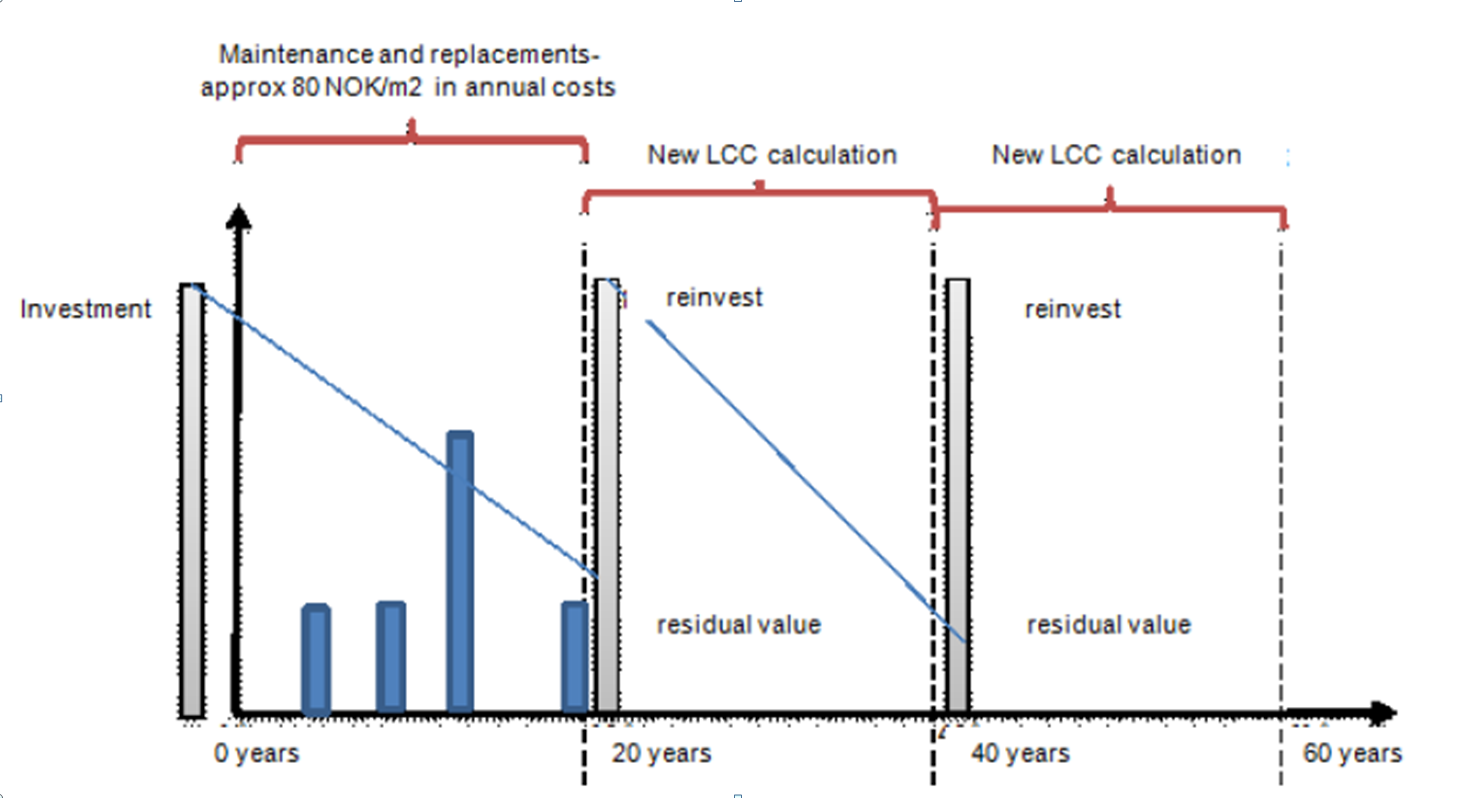 Maintenance and replacements-
approx 80 NOK/m2 in annual costs
New LCC calculation
New LCC calculation
Investment
reinvest
reinvest
residual value
residual value
0 years
20 years
40 years
60 years